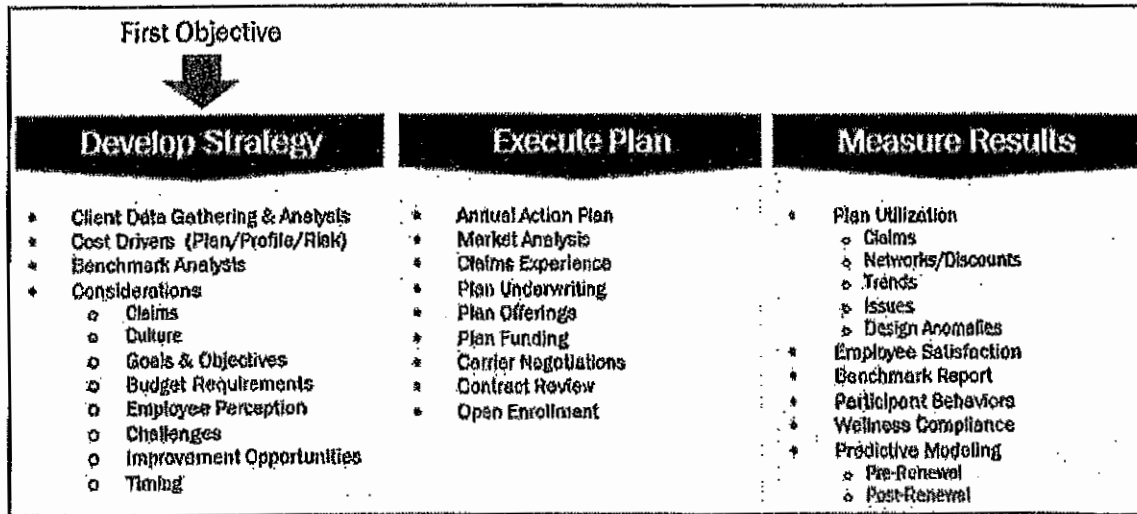 First Objective
Develop Strategy
• Client Data Gathering & Analysis
• Cost Drivers (Plan/Profile/Risk)
• Benchmark Analysis
• Considerations
o Claims
o Culture
o Goals & Objectives
o Budget Requirements
o Employee Perception
o Challenges
o Improvement Opportunities
o Timing
Execute Plan
• Annual Action Plan
• Market Analysis
• Claims Experience
• Plan Underwriting
• Plan Offerings
• Plan Funding
• Carrier Negotiations
• Contract Review
• Open Enrollment
Measure Results
• Plan Utilization
o Claims
o Networks/Discounts
o Trends
o Issues
o Design Anomalies
• Employee Satisfaction
• Benchmark Report
• Participant Behaviors
• Wellness Compliance
• Predictive Modeling
o Pre-Renewal
o Post-Renewal